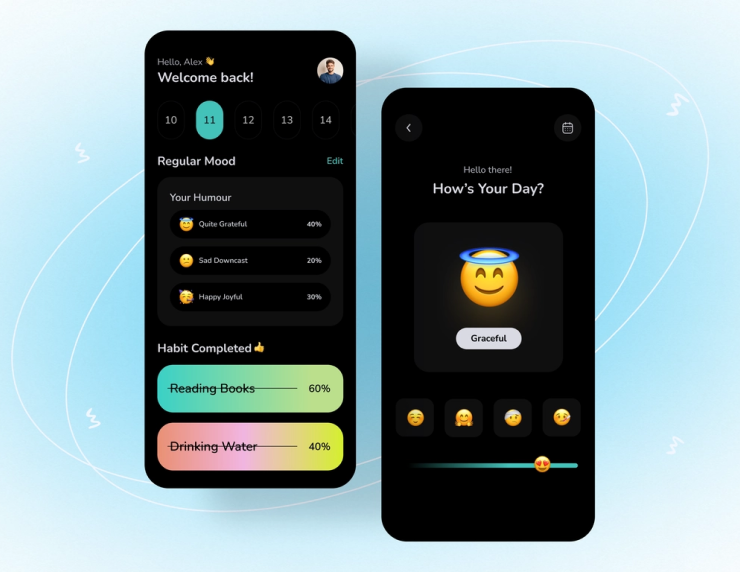 Hello, Alex 👋
Welcome back!
10 11 12 13 14
Regular Mood Edit
Your Humour
Quite Grateful 40%
Sad Downcast 20%
Happy Joyful 30%
Habit Completed 👍
Reading Books 60%
Drinking Water 40%
Hello there!
How's Your Day?
Graceful